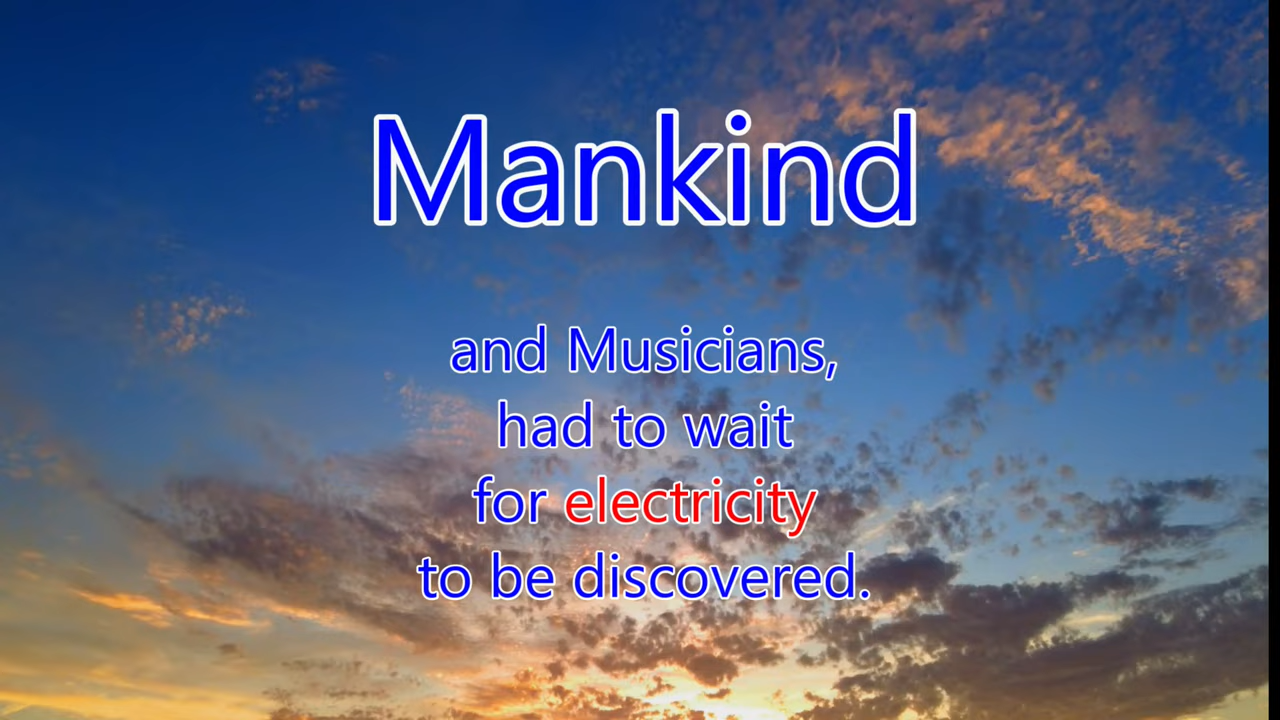 Mankind
and Musicians,
had to wait
for electricity
to be discovered.